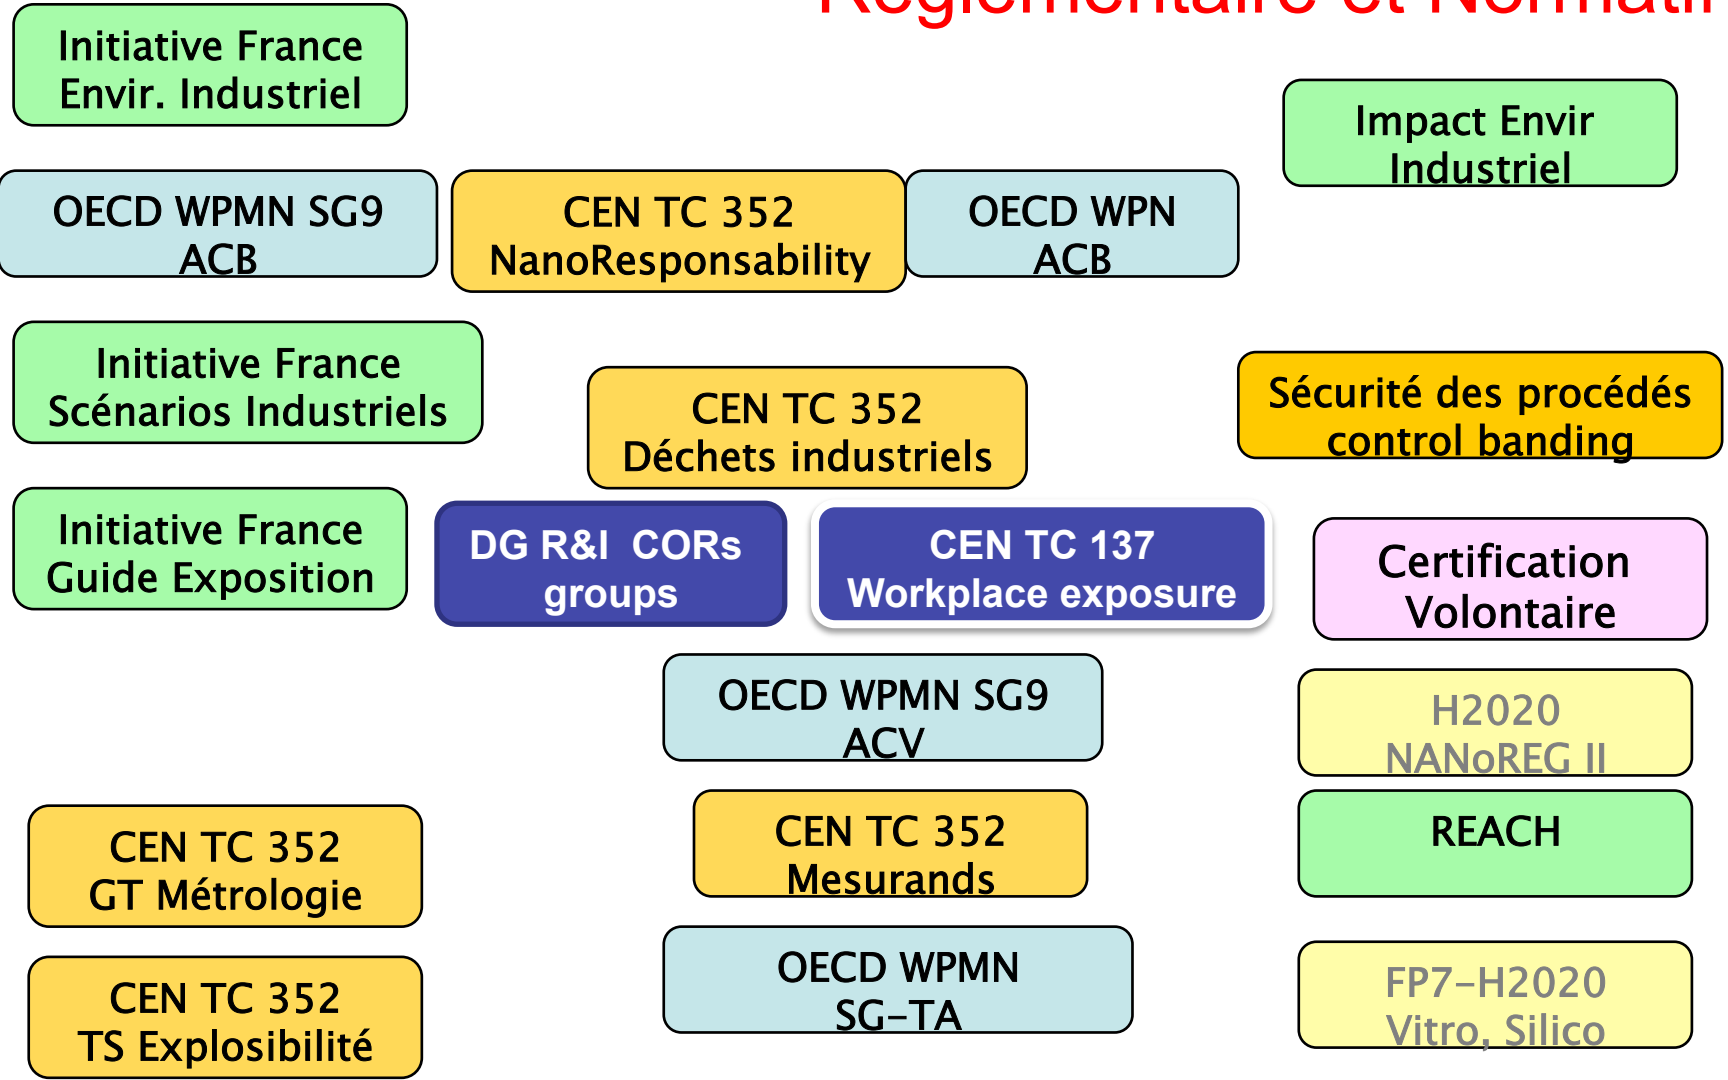 Réglementaire et Normatif
Initiative France
Envir. Industriel
Impact Envir
Industriel
OECD WPMN SG9
ACB
CEN TC 352
NanoResponsability
OECD WPN
ACB
Initiative France
Scénarios Industriels
CEN TC 352
Déchets industriels
Sécurité des procédés
control banding
Initiative France
Guide Exposition
DG R&I CORs
groups
CEN TC 137
Workplace exposure
Certification
Volontaire
OECD WPMN SG9
ACV
H2020
NANoREG II
CEN TC 352
GT Métrologie
CEN TC 352
Mesurands
REACH
CEN TC 352
TS Explosibilité
OECD WPMN
SG-TA
FP7-H2020
Vitro, Silico